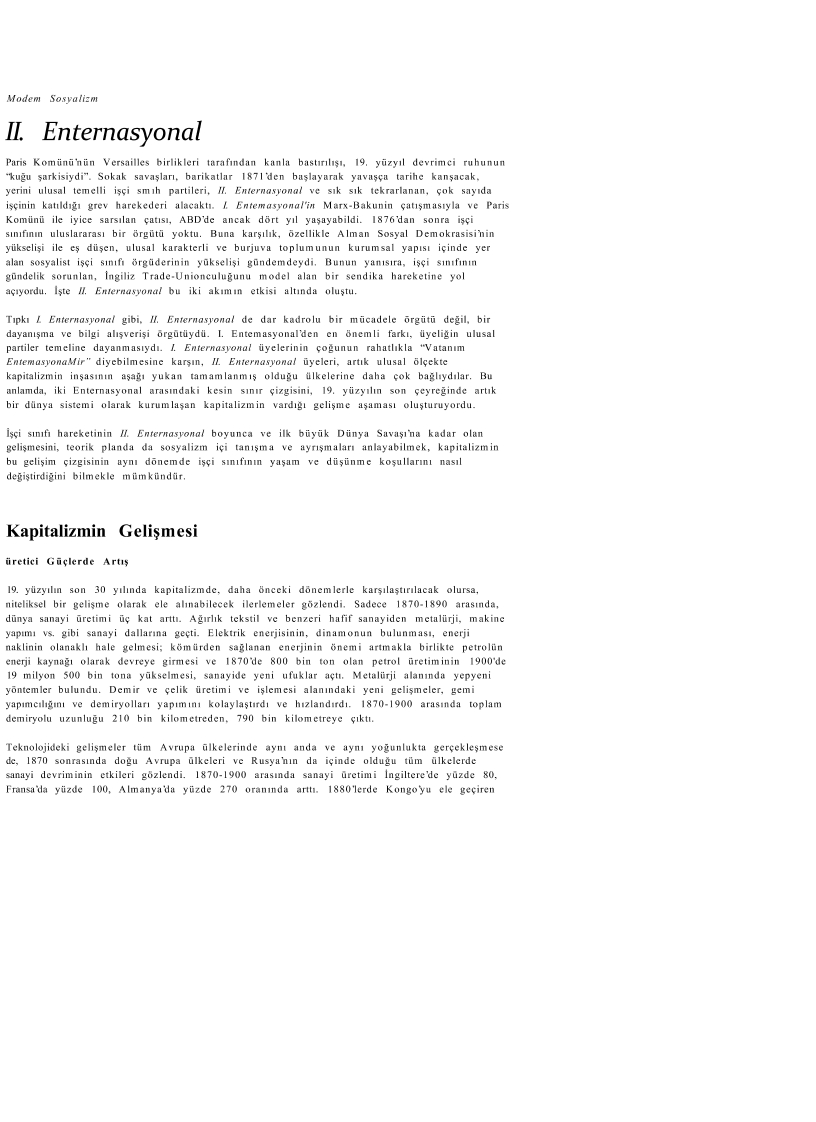 Modem Sosyalizm
II. Enternasyonal
Paris Komünü'nün Versailles birlikleri tarafından kanla bastırılışı, 19. yüzyıl devrimci ruhunun
“kuğu şarkisiydi”. Sokak savaşları, barikatlar 1871'den başlayarak yavaşça tarihe kanşacak,
yerini ulusal temelli işçi smıh partileri, II. Enternasyonal ve sık sık tekrarlanan, çok sayıda
işçinin katıldığı grev harekederi alacaktı. I. Entemasyonal'in Marx-Bakunin çatışmasıyla ve Paris
Komünü ile iyice sarsılan çatısı, ABD'de ancak dört yıl yaşayabildi. 1876'dan sonra işçi
sınıfının uluslararası bir örgütü yoktu. Buna karşılık, özellikle Alman Sosyal Demokrasisi'nin
yükselişi ile eş düşen, ulusal karakterli ve burjuva toplumunun kurumsal yapısı içinde yer
alan sosyalist işçi sınıfı örgüderinin yükselişi gündemdeydi. Bunun yanısıra, işçi sınıfının
gündelik sorunlan, İngiliz Trade-Unionculuğunu model alan bir sendika hareketine yol
açıyordu. İşte II. Enternasyonal bu iki akımın etkisi altında oluştu.
Tıpkı I. Enternasyonal gibi, II. Enternasyonal de dar kadrolu bir mücadele örgütü değil, bir
dayanışma ve bilgi alışverişi örgütüydü. I. Entemasyonal'den en önemli farkı, üyeliğin ulusal
partiler temeline dayanmasıydı. I. Enternasyonal üyelerinin çoğunun rahatlıkla “Vatanım
EntemasyonaMir” diyebilmesine karşın, II. Enternasyonal üyeleri, artık ulusal ölçekte
kapitalizmin inşasının aşağı yukan tamamlanmış olduğu ülkelerine daha çok bağlıydılar. Bu
anlamda, iki Enternasyonal arasındaki kesin sınır çizgisini, 19. yüzyılın son çeyreğinde artık
bir dünya sistemi olarak kurumlaşan kapitalizmin vardığı gelişme aşaması oluşturuyordu.
İşçi sınıfı hareketinin II. Enternasyonal boyunca ve ilk büyük Dünya Savaşı'na kadar olan
gelişmesini, teorik planda da sosyalizm içi tanışma ve ayrışmaları anlayabilmek, kapitalizmin
bu gelişim çizgisinin aynı dönemde işçi sınıfının yaşam ve düşünme koşullarını nasıl
değiştirdiğini bilmekle mümkündür.
Kapitalizmin Gelişmesi
üretici Güçlerde Artış
19. yüzyılın son 30 yılında kapitalizmde, daha önceki dönemlerle karşılaştırılacak olursa,
niteliksel bir gelişme olarak ele alınabilecek ilerlemeler gözlendi. Sadece 1870-1890 arasında,
dünya sanayi üretimi üç kat arttı. Ağırlık tekstil ve benzeri hafif sanayiden metalürji, makine
yapımı vs. gibi sanayi dallarına geçti. Elektrik enerjisinin, dinamonun bulunması, enerji
naklinin olanaklı hale gelmesi; kömürden sağlanan enerjinin önemi artmakla birlikte petrolün
enerji kaynağı olarak devreye girmesi ve 1870'de 800 bin ton olan petrol üretiminin 1900'de
19 milyon 500 bin tona yükselmesi, sanayide yeni ufuklar açtı. Metalürji alanında yepyeni
yöntemler bulundu. Demir ve çelik üretimi ve işlemesi alanındaki yeni gelişmeler, gemi
yapımcılığını ve demiryolları yapımını kolaylaştırdı ve hızlandırdı. 1870-1900 arasında toplam
demiryolu uzunluğu 210 bin kilometreden, 790 bin kilometreye çıktı.
Teknolojideki gelişmeler tüm Avrupa ülkelerinde aynı anda ve aynı yoğunlukta gerçekleşmese
de, 1870 sonrasında doğu Avrupa ülkeleri ve Rusya'nın da içinde olduğu tüm ülkelerde
sanayi devriminin etkileri gözlendi. 1870-1900 arasında sanayi üretimi İngiltere'de yüzde 80,
Fransa'da yüzde 100, Almanya'da yüzde 270 oranında arttı. 1880'lerde Kongo'yu ele geçiren